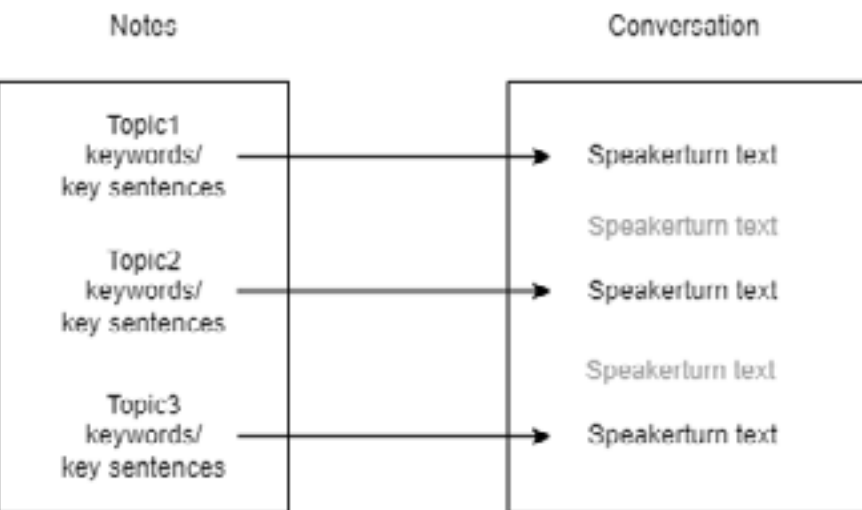 Notes
Conversation
Topic1
keywords/
key sentences
Speakerturn text
Speakerturn text
Topic2
keywords/
key sentences
Speakerturn text
Speakerturn text
Topic3
keywords/
key sentences
Speakerturn text